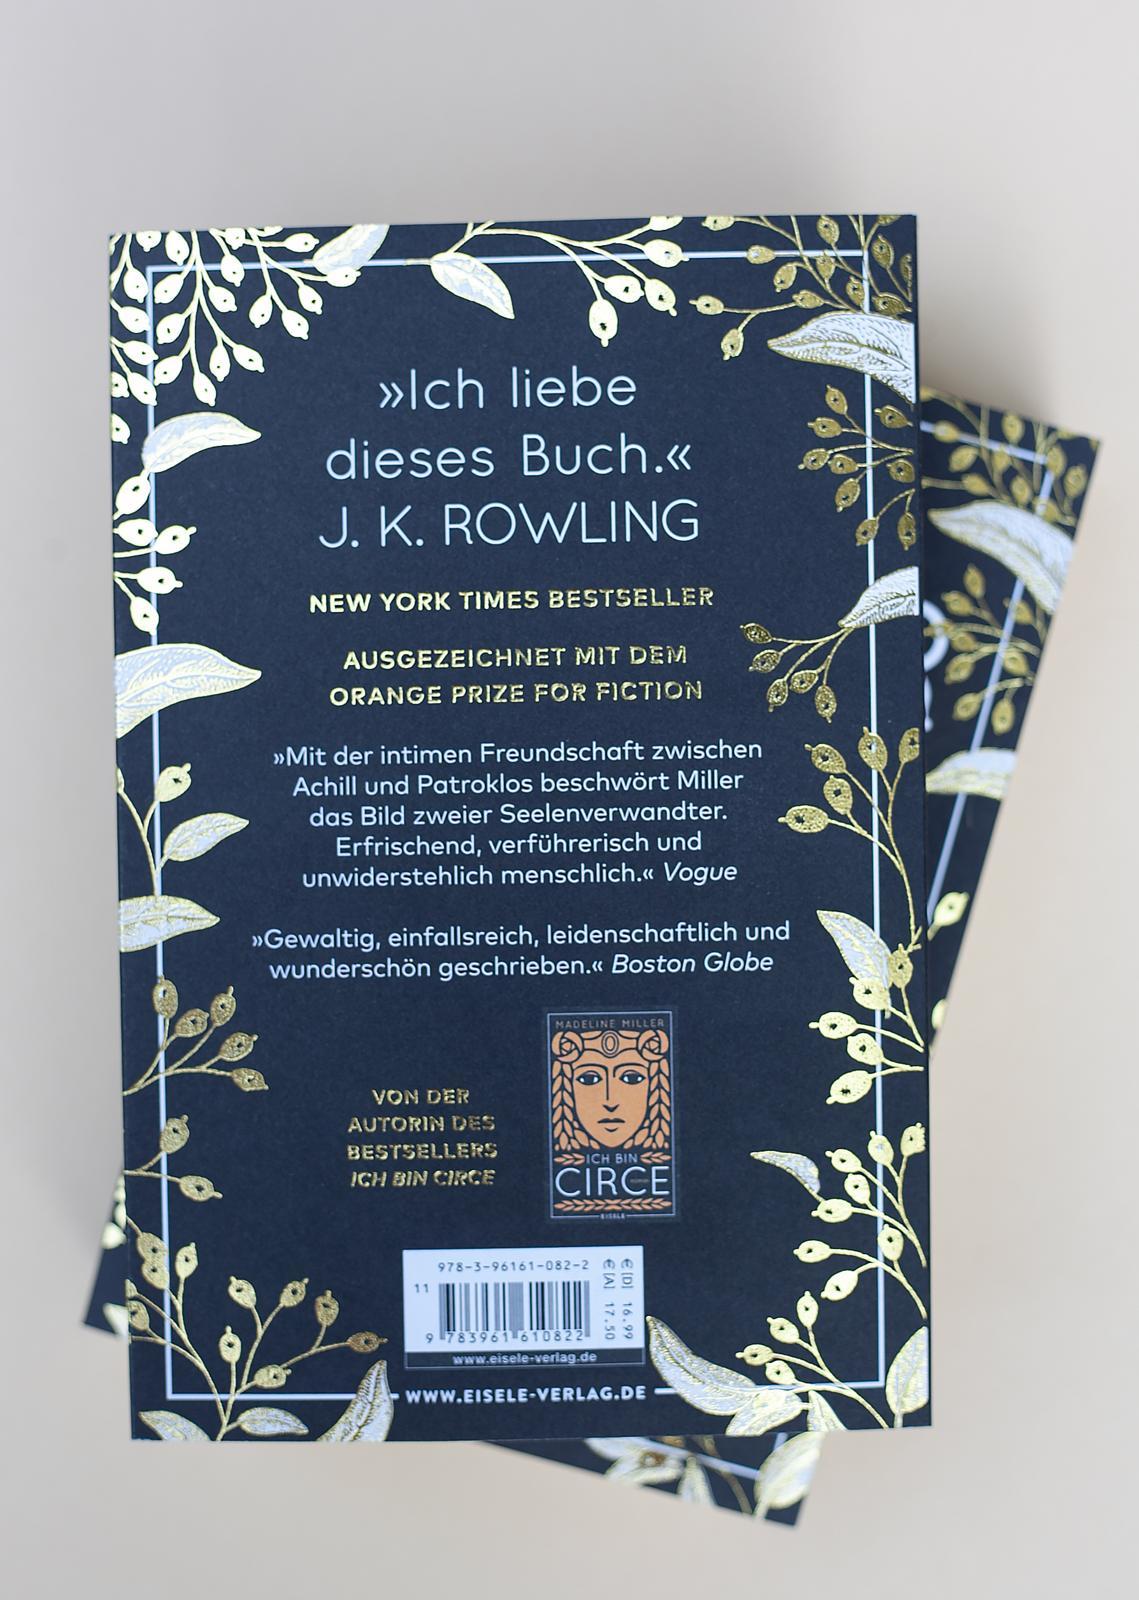 »Ich liebe
dieses Buch.«
J. K. ROWLING
NEW YORK TIMES BESTSELLER
AUSGEZEICHNET MIT DEM
ORANGE PRIZE FOR FICTION
»Mit der intimen Freundschaft zwischen
Achill und Patroklos beschwört Miller
das Bild zweier Seelenverwandter.
Erfrischend, verführerisch und
unwiderstehlich menschlich.« Vogue
»Gewaltig, einfallsreich, leidenschaftlich und
wunderschön geschrieben.« Boston Globe
VON DER
AUTORIN DES
BESTSELLERS
ICH BIN CIRCE
MADELINE MILLER
ICH BIN
CIRCE
EISELE
978-3-96161-082-2
11
9 783961 610822
€ [D] 16.99
€ [A] 17.50
www.eisele-verlag.de
WWW.EISELE-VERLAG.DE